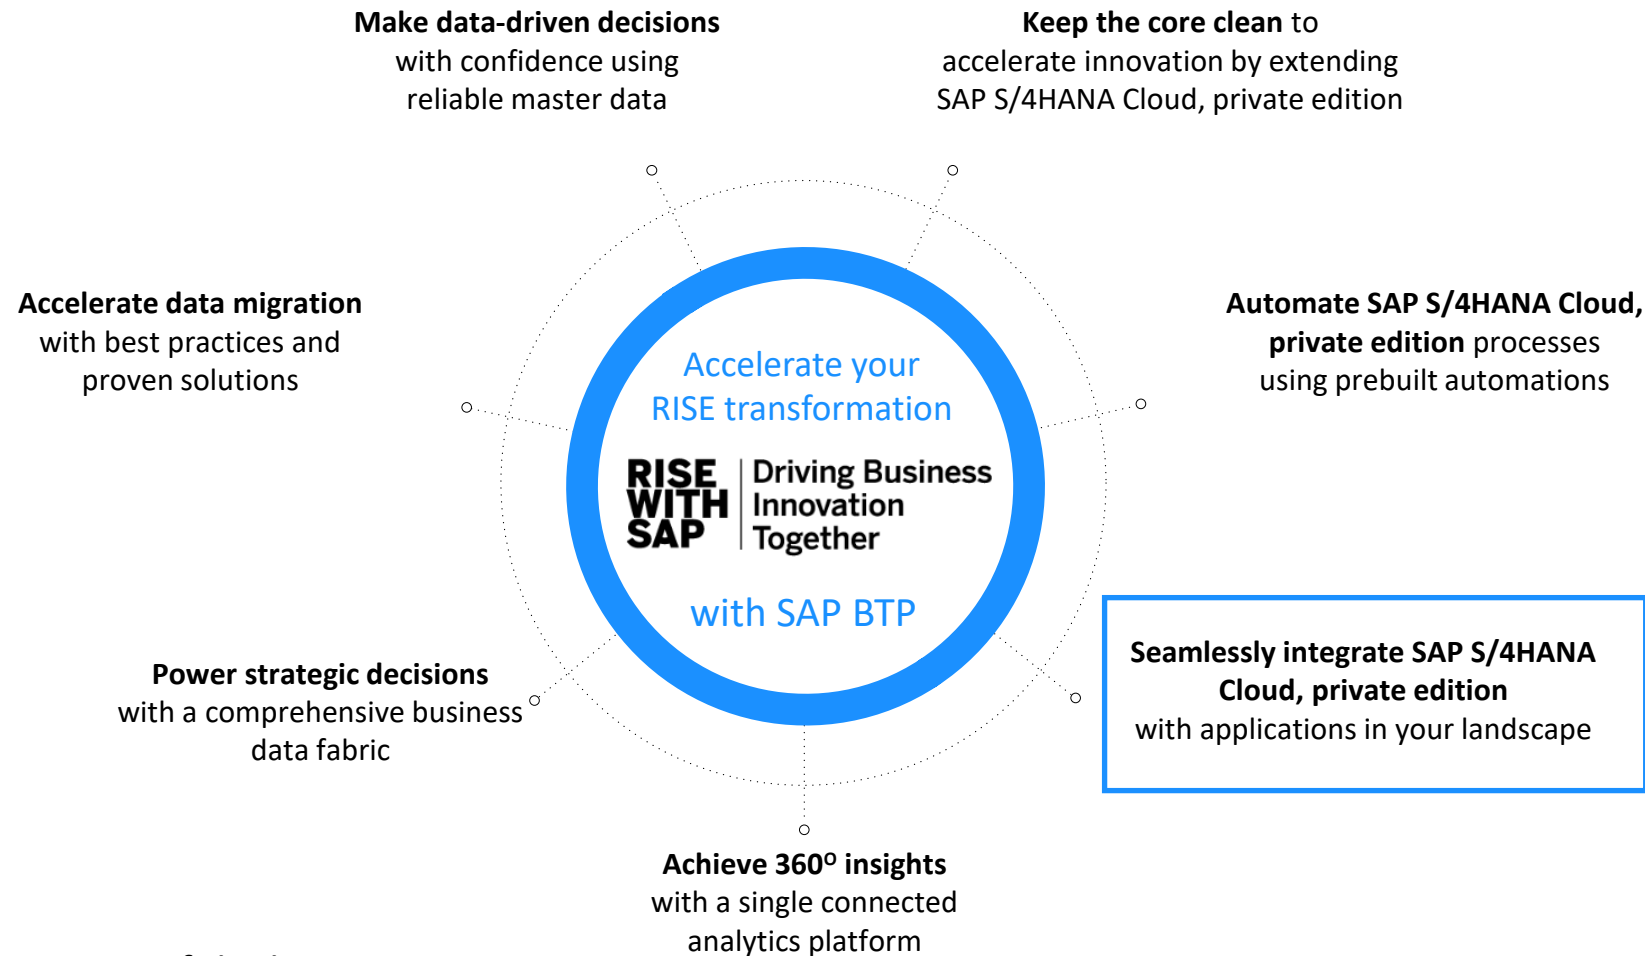 Make data-driven decisions
with confidence using
reliable master data
Keep the core clean to
accelerate innovation by extending
SAP S/4HANA Cloud, private edition
Accelerate data migration
with best practices and
proven solutions
Automate SAP S/4HANA Cloud,
private edition processes
using prebuilt automations
Accelerate your
RISE transformation
RISE
WITH
SAP
Driving Business
Innovation
Together
with SAP BTP
Power strategic decisions
with a comprehensive business
data fabric
Seamlessly integrate SAP S/4HANA
Cloud, private edition
with applications in your landscape
Achieve 360º insights
with a single connected
analytics platform